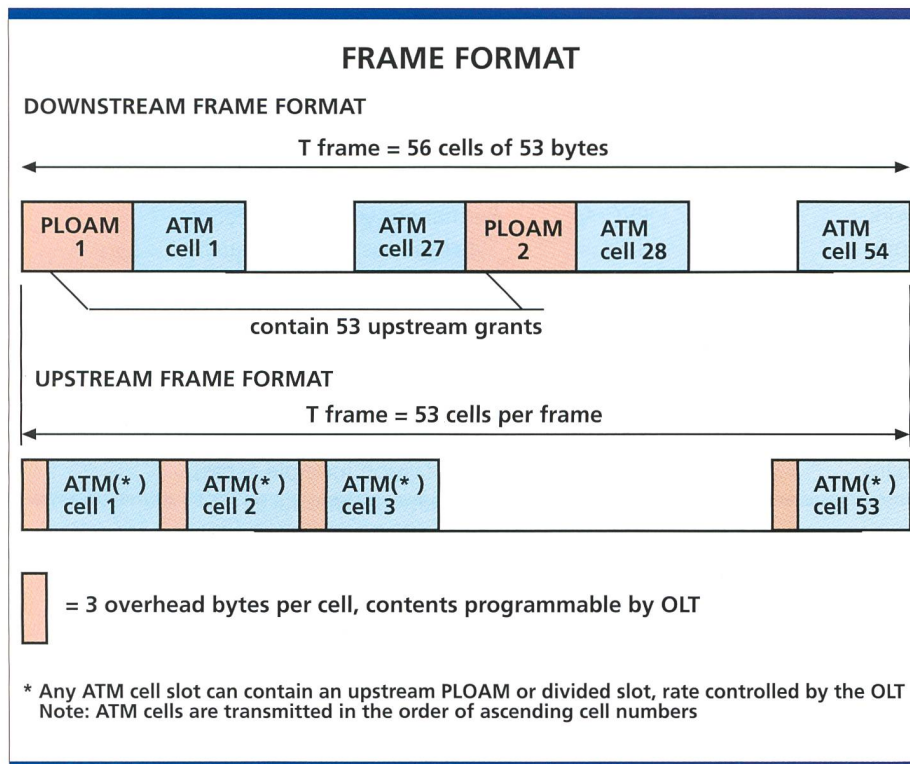 FRAME FORMAT
DOWNSTREAM FRAME FORMAT
T frame = 56 cells of 53 bytes
PLOAM 1
ATM cell 1
ATM cell 27
PLOAM 2
ATM cell 28
ATM cell 54
contain 53 upstream grants
UPSTREAM FRAME FORMAT
T frame = 53 cells per frame
ATM(* ) cell 1
ATM(* ) cell 2
ATM(* ) cell 3
ATM(* ) cell 53
= 3 overhead bytes per cell, contents programmable by OLT
* Any ATM cell slot can contain an upstream PLOAM or divided slot, rate controlled by the OLT
Note: ATM cells are transmitted in the order of ascending cell numbers